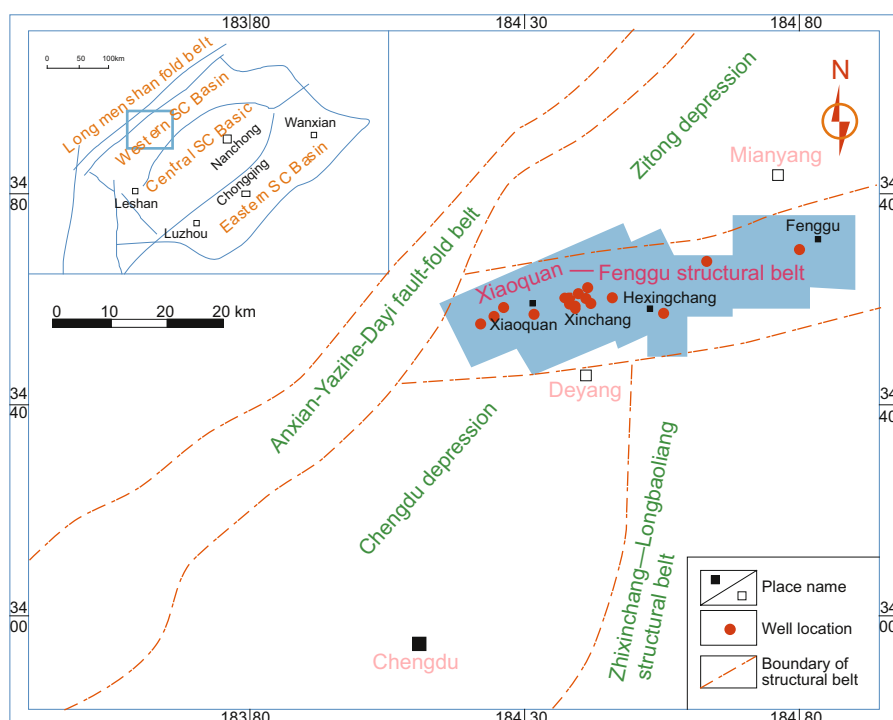 183 80
184 30
184 80
0 50 100km
Long menshan fold belt
Western SC Basin
Central SC Basic
Eastern SC Basin
Nanchong
Wanxian
Chongqing
Leshan
Luzhou
0 10 20 km
N
Zitong depression
Mianyang
34
80
34
40
Fenggu
Xiaoquan — Fenggu structural belt
Hexingchang
Xiaoquan
Xinchang
Anxian-Yazihe-Dayi fault-fold belt
Deyang
34
40
34
40
Chengdu depression
Zhixinchang—Longbaoliang
structural belt
Chengdu
34
00
34
00
Place name
Well location
Boundary of
structural belt
183 80
184 30
184 80